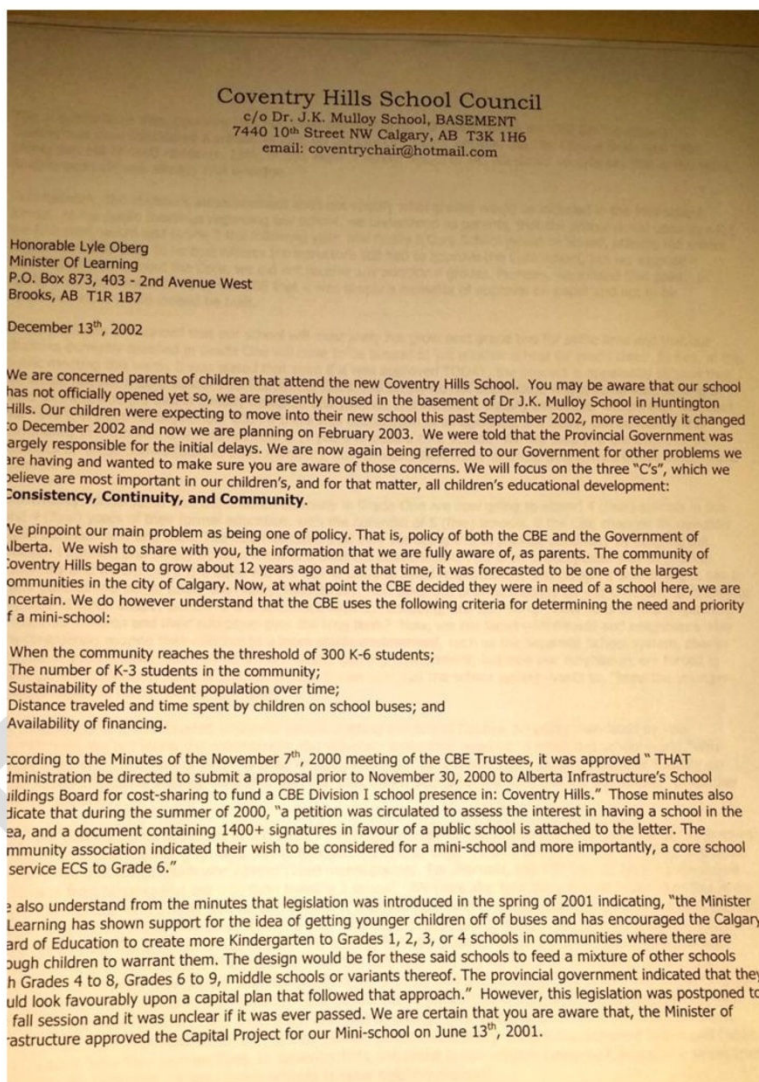 Coventry Hills School Council
c/o Dr. J.K. Mulloy School, BASEMENT
7440 10th Street NW Calgary, AB T3K 1H6
email: coventrychair@hotmail.com
Honorable Lyle Oberg
Minister Of Learning
P.O. Box 873, 403 - 2nd Avenue West
Brooks, AB T1R 1B7
December 13th, 2002
We are concerned parents of children that attend the new Coventry Hills School. You may be aware that our school
has not officially opened yet so, we are presently housed in the basement of Dr J.K. Mulloy School in Huntington
Hills. Our children were expecting to move into their new school this past September 2002, more recently it changed
to December 2002 and now we are planning on February 2003. We were told that the Provincial Government was
largely responsible for the initial delays. We are now again being referred to our Government for other problems we
are having and wanted to make sure you are aware of those concerns. We will focus on the three "C's", which we
believe are most important in our children's, and for that matter, all children's educational development:
Consistency, Continuity, and Community.
We pinpoint our main problem as being one of policy. That is, policy of both the CBE and the Government of
Alberta. We wish to share with you, the information that we are fully aware of, as parents. The community of
Coventry Hills began to grow about 12 years ago and at that time, it was forecasted to be one of the largest
ommunities in the city of Calgary. Now, at what point the CBE decided they were in need of a school here, we are
ncertain. We do however understand that the CBE uses the following criteria for determining the need and priority
f a mini-school:
When the community reaches the threshold of 300 K-6 students;
The number of K-3 students in the community;
Sustainability of the student population over time;
Distance traveled and time spent by children on school buses; and
Availability of financing.
ccording to the Minutes of the November 7th, 2000 meeting of the CBE Trustees, it was approved " THAT
dministration be directed to submit a proposal prior to November 30, 2000 to Alberta Infrastructure's School
uildings Board for cost-sharing to fund a CBE Division I school presence in: Coventry Hills." Those minutes also
dicate that during the summer of 2000, "a petition was circulated to assess the interest in having a school in the
ea, and a document containing 1400+ signatures in favour of a public school is attached to the letter. The
mmunity association indicated their wish to be considered for a mini-school and more importantly, a core school
service ECS to Grade 6."
e also understand from the minutes that legislation was introduced in the spring of 2001 indicating, "the Minister
Learning has shown support for the idea of getting younger children off of buses and has encouraged the Calgary
ard of Education to create more Kindergarten to Grades 1, 2, 3, or 4 schools in communities where there are
ough children to warrant them. The design would be for these said schools to feed a mixture of other schools
h Grades 4 to 8, Grades 6 to 9, middle schools or variants thereof. The provincial government indicated that they
uld look favourably upon a capital plan that followed that approach." However, this legislation was postponed to
fall session and it was unclear if it was ever passed. We are certain that you are aware that, the Minister of
rastructure approved the Capital Project for our Mini-school on June 13th, 2001.